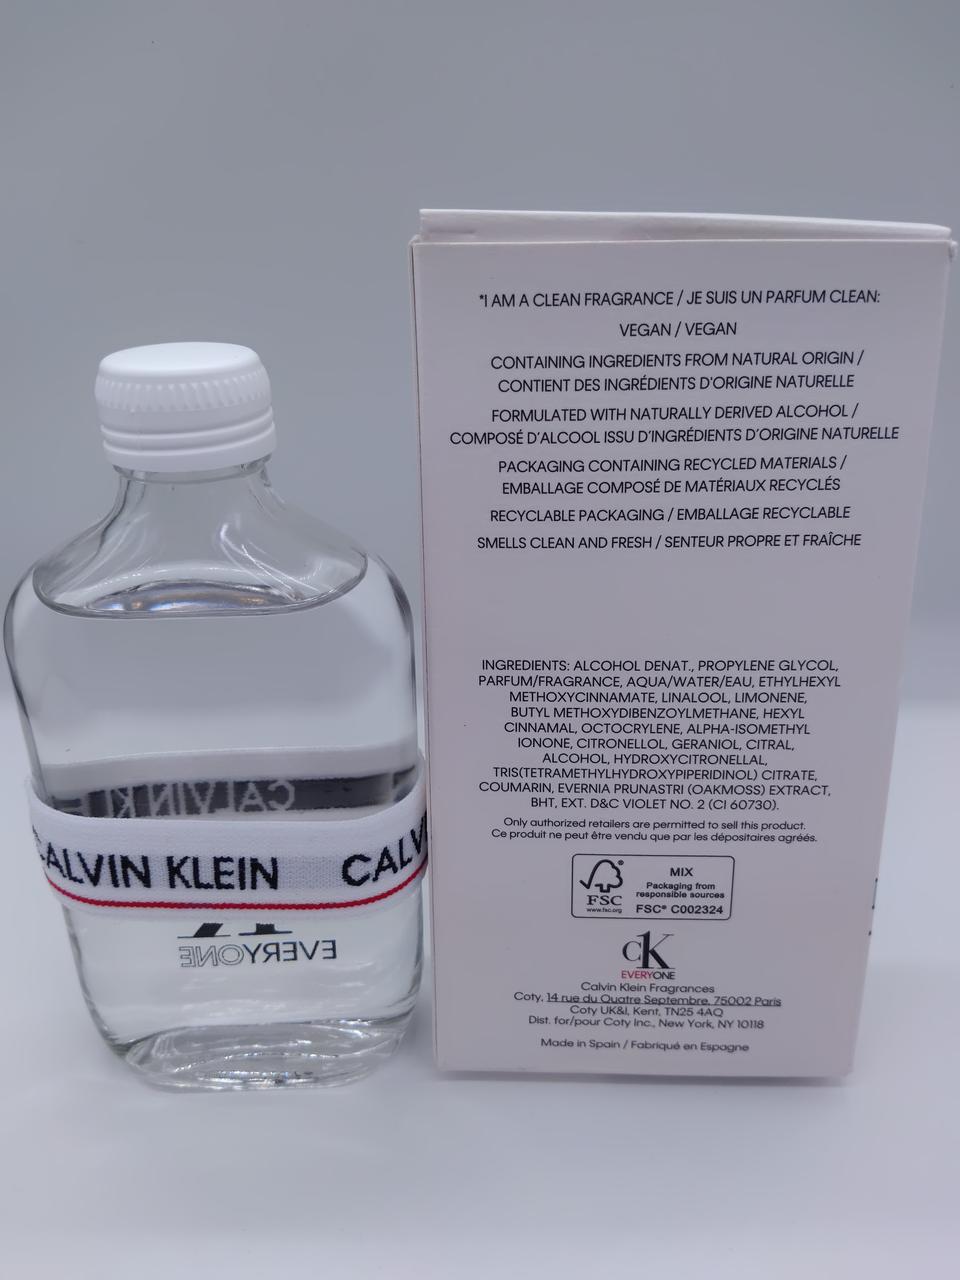 *I AM A CLEAN FRAGRANCE / JE SUIS UN PARFUM CLEAN:
VEGAN / VEGAN
CONTAINING INGREDIENTS FROM NATURAL ORIGIN /
CONTIENT DES INGRÉDIENTS D'ORIGINE NATURELLE
FORMULATED WITH NATURALLY DERIVED ALCOHOL /
COMPOSÉ D'ALCOOL ISSU D'INGRÉDIENTS D'ORIGINE NATURELLE
PACKAGING CONTAINING RECYCLED MATERIALS /
EMBALLAGE COMPOSÉ DE MATÉRIAUX RECYCLÉS
RECYCLABLE PACKAGING / EMBALLAGE RECYCLABLE
SMELLS CLEAN AND FRESH / SENTEUR PROPRE ET FRAÎCHE
INGREDIENTS: ALCOHOL DENAT., PROPYLENE GLYCOL,
PARFUM/FRAGRANCE, AQUA/WATER/EAU, ETHYLHEXYL
METHOXYCINNAMATE, LINALOOL, LIMONENE,
BUTYL METHOXYDIBENZOYLMETHANE, HEXYL
CINNAMAL, OCTOCRYLENE, ALPHA-ISOMETHYL
IONONE, CITRONELLOL, GERANIOL, CITRAL,
ALCOHOL, HYDROXYCITRONELLAL,
TRIS(TETRAMETHYLHYDROXYPIPERIDINOL) CITRATE,
COUMARIN, EVERNIA PRUNASTRI (OAKMOSS) EXTRACT,
BHT, EXT. D&C VIOLET NO. 2 (CI 60730).
Only authorized retailers are permitted to sell this product.
Ce produit ne peut être vendu que par les dépositaires agréés.
FSC®
www.fsc.org
MIX
Packaging from
responsible sources
FSC® C002324
cK
EVERYONE
Calvin Klein Fragrances
Coty, 14 rue du Quatre Septembre, 75002 Paris
Coty UK&I, Kent, TN25 4AQ
Dist. for/pour Coty Inc., New York, NY 10118
Made in Spain / Fabriqué en Espagne
CALVIN KL
CALVIN KLEIN CALV
EVERYONE